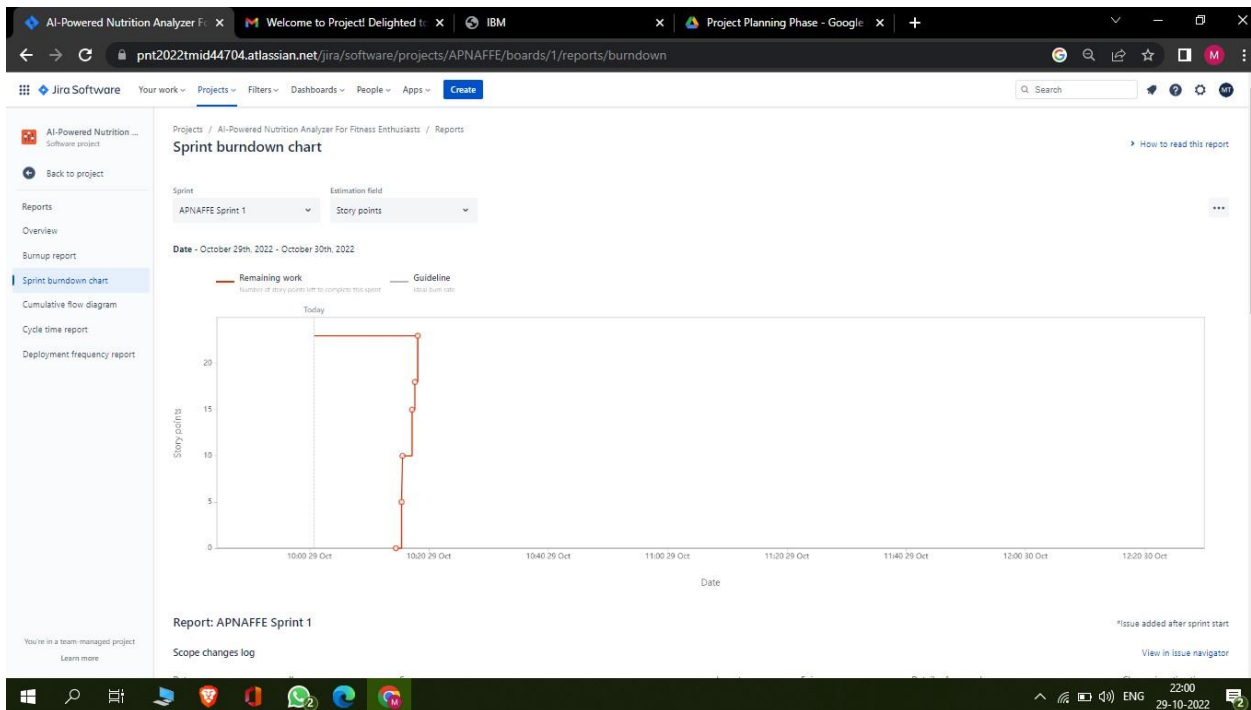 AI-Powered Nutrition Analyzer Fo
Welcome to Project! Delighted to
IBM
Project Planning Phase - Google
pnt2022tmid44704.atlassian.net/jira/software/projects/APNAFFE/boards/1/reports/burndown
M
Jira Software Your work Projects Filters Dashboards People Apps Create Search MT
AI-Powered Nutrition ...
Software project
Back to project
Reports
Overview
Burnup report
Sprint burndown chart
Cumulative flow diagram
Cycle time report
Deployment frequency report
You're in a team-managed project
Learn more
Projects / AI-Powered Nutrition Analyzer For Fitness Enthusiasts / Reports
Sprint burndown chart
How to read this report
Sprint Estimation field
APNAFFE Sprint 1 Story points
Date - October 29th, 2022 - October 30th, 2022
Remaining work Guideline
Number of story points left to complete this sprint Ideal burn rate
Today
Story points
20
15
10
5
0
10:00 29 Oct 10:20 29 Oct 10:40 29 Oct 11:00 29 Oct 11:20 29 Oct 11:40 29 Oct 12:00 30 Oct 12:20 30 Oct
Date
Report: APNAFFE Sprint 1
*Issue added after sprint start
Scope changes log
View in issue navigator
2
ENG
22:00
29-10-2022
2